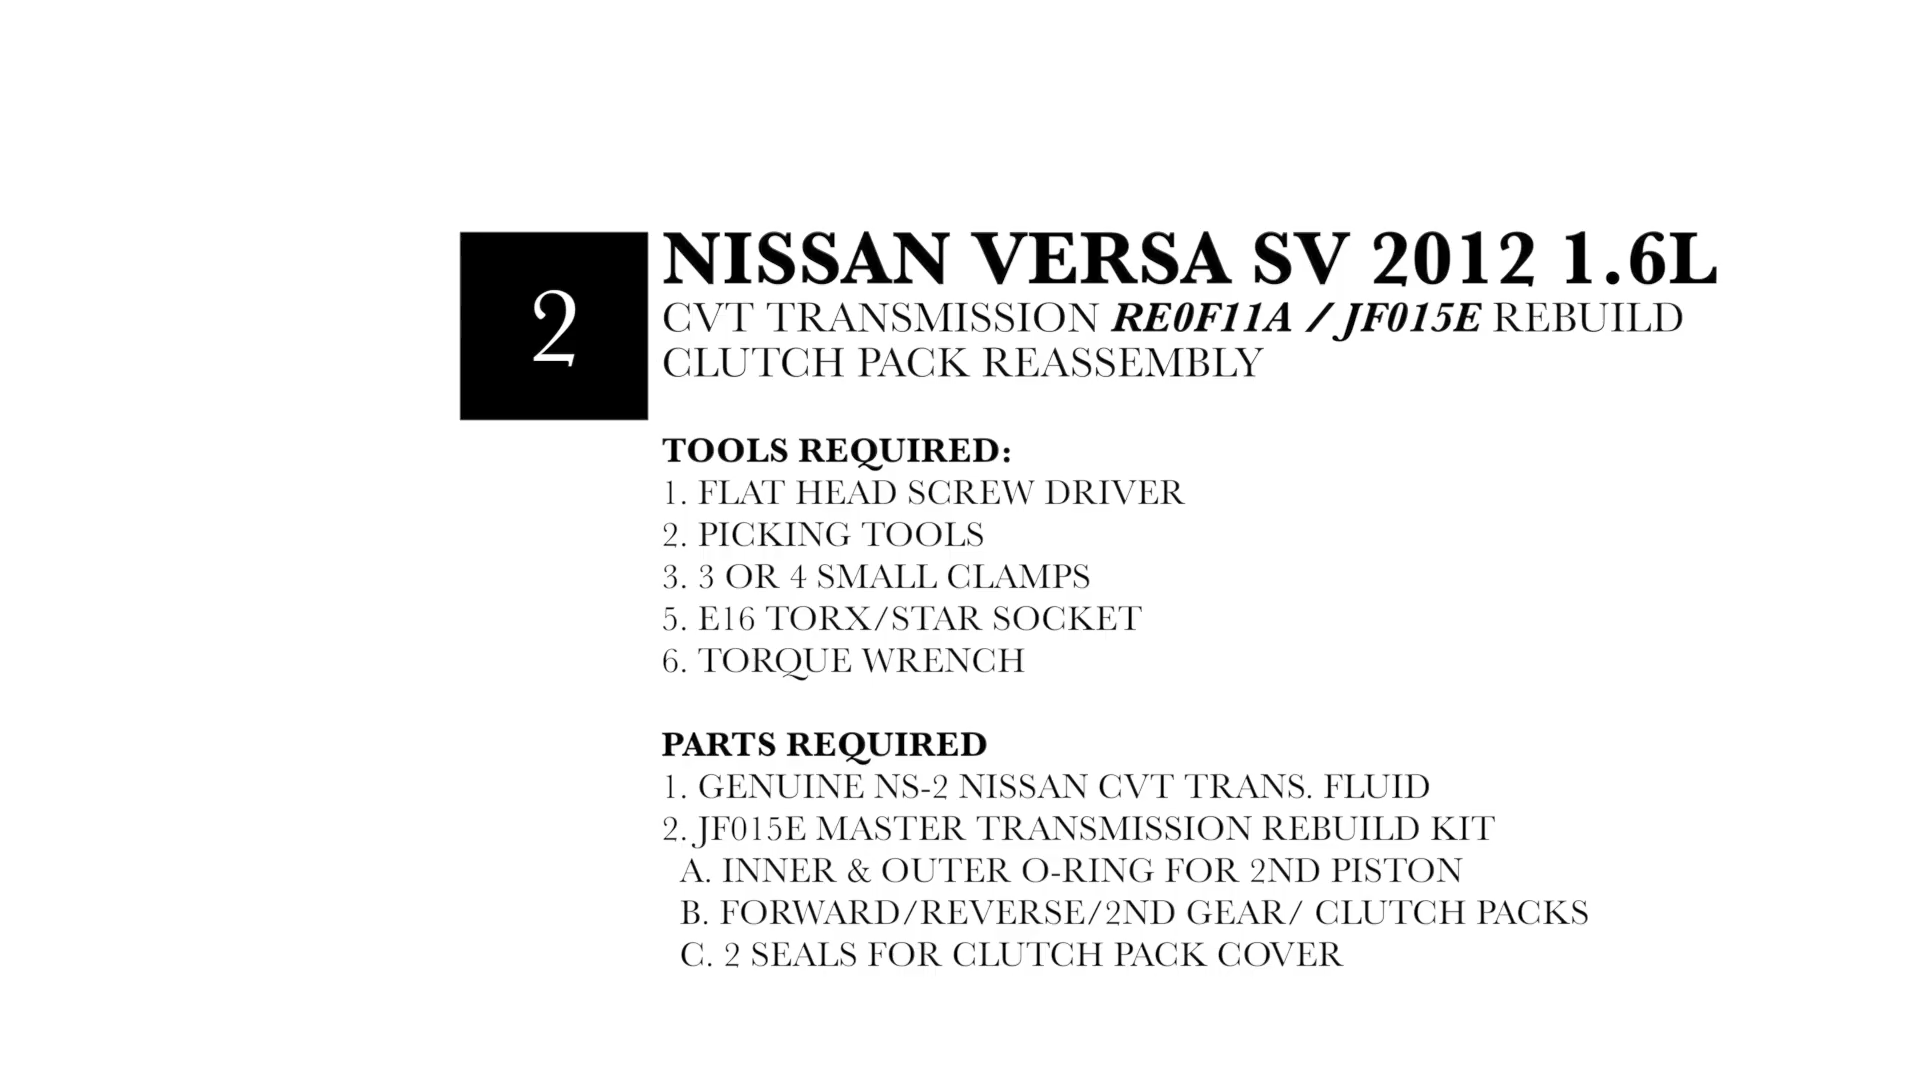 2
NISSAN VERSA SV 2012 1.6L
CVT TRANSMISSION RE0F11A / JF015E REBUILD
CLUTCH PACK REASSEMBLY
TOOLS REQUIRED:
1. FLAT HEAD SCREW DRIVER
2. PICKING TOOLS
3. 3 OR 4 SMALL CLAMPS
5. E16 TORX/STAR SOCKET
6. TORQUE WRENCH
PARTS REQUIRED
1. GENUINE NS-2 NISSAN CVT TRANS. FLUID
2. JF015E MASTER TRANSMISSION REBUILD KIT
A. INNER & OUTER O-RING FOR 2ND PISTON
B. FORWARD/REVERSE/2ND GEAR/ CLUTCH PACKS
C. 2 SEALS FOR CLUTCH PACK COVER